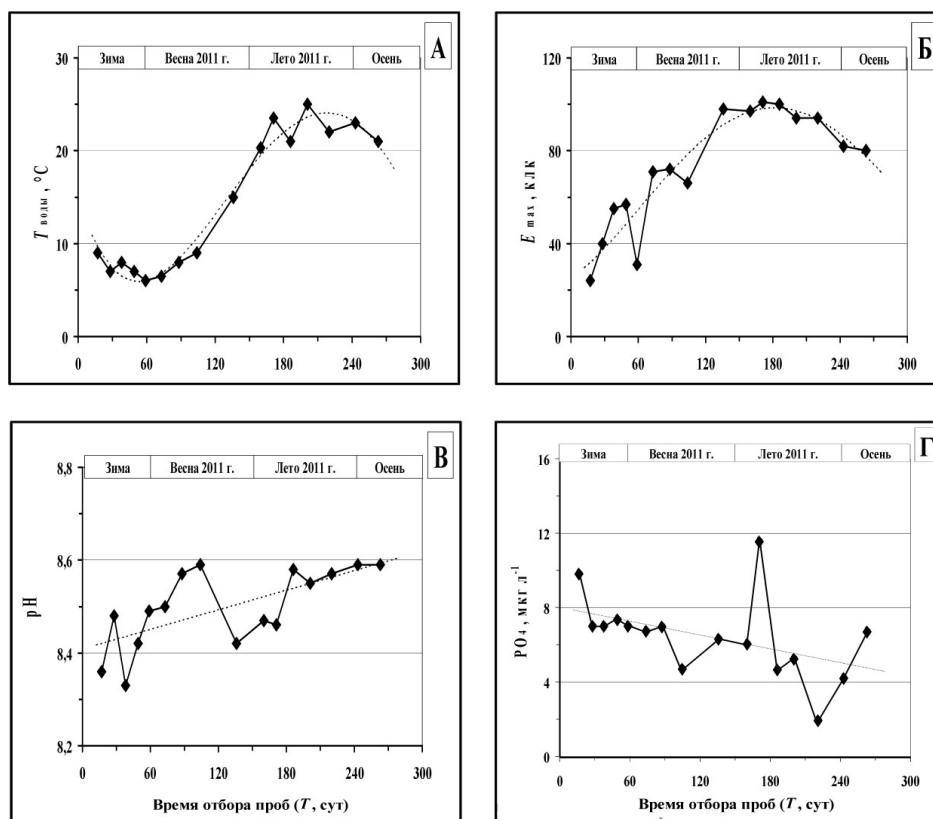 А
Зима Весна 2011 г. Лето 2011 г. Осень
30
20
10
0
T воды, °С
0 60 120 180 240 300
Б
Зима Весна 2011 г. Лето 2011 г. Осень
120
80
40
0
E max, клк
0 60 120 180 240 300
В
Зима Весна 2011 г. Лето 2011 г. Осень
8,8
8,6
8,4
8,2
pH
0 60 120 180 240 300
Время отбора проб (T, сут)
Г
Зима Весна 2011 г. Лето 2011 г. Осень
16
12
8
4
0
PO₄, мкг л⁻¹
0 60 120 180 240 300
Время отбора проб (T, сут)